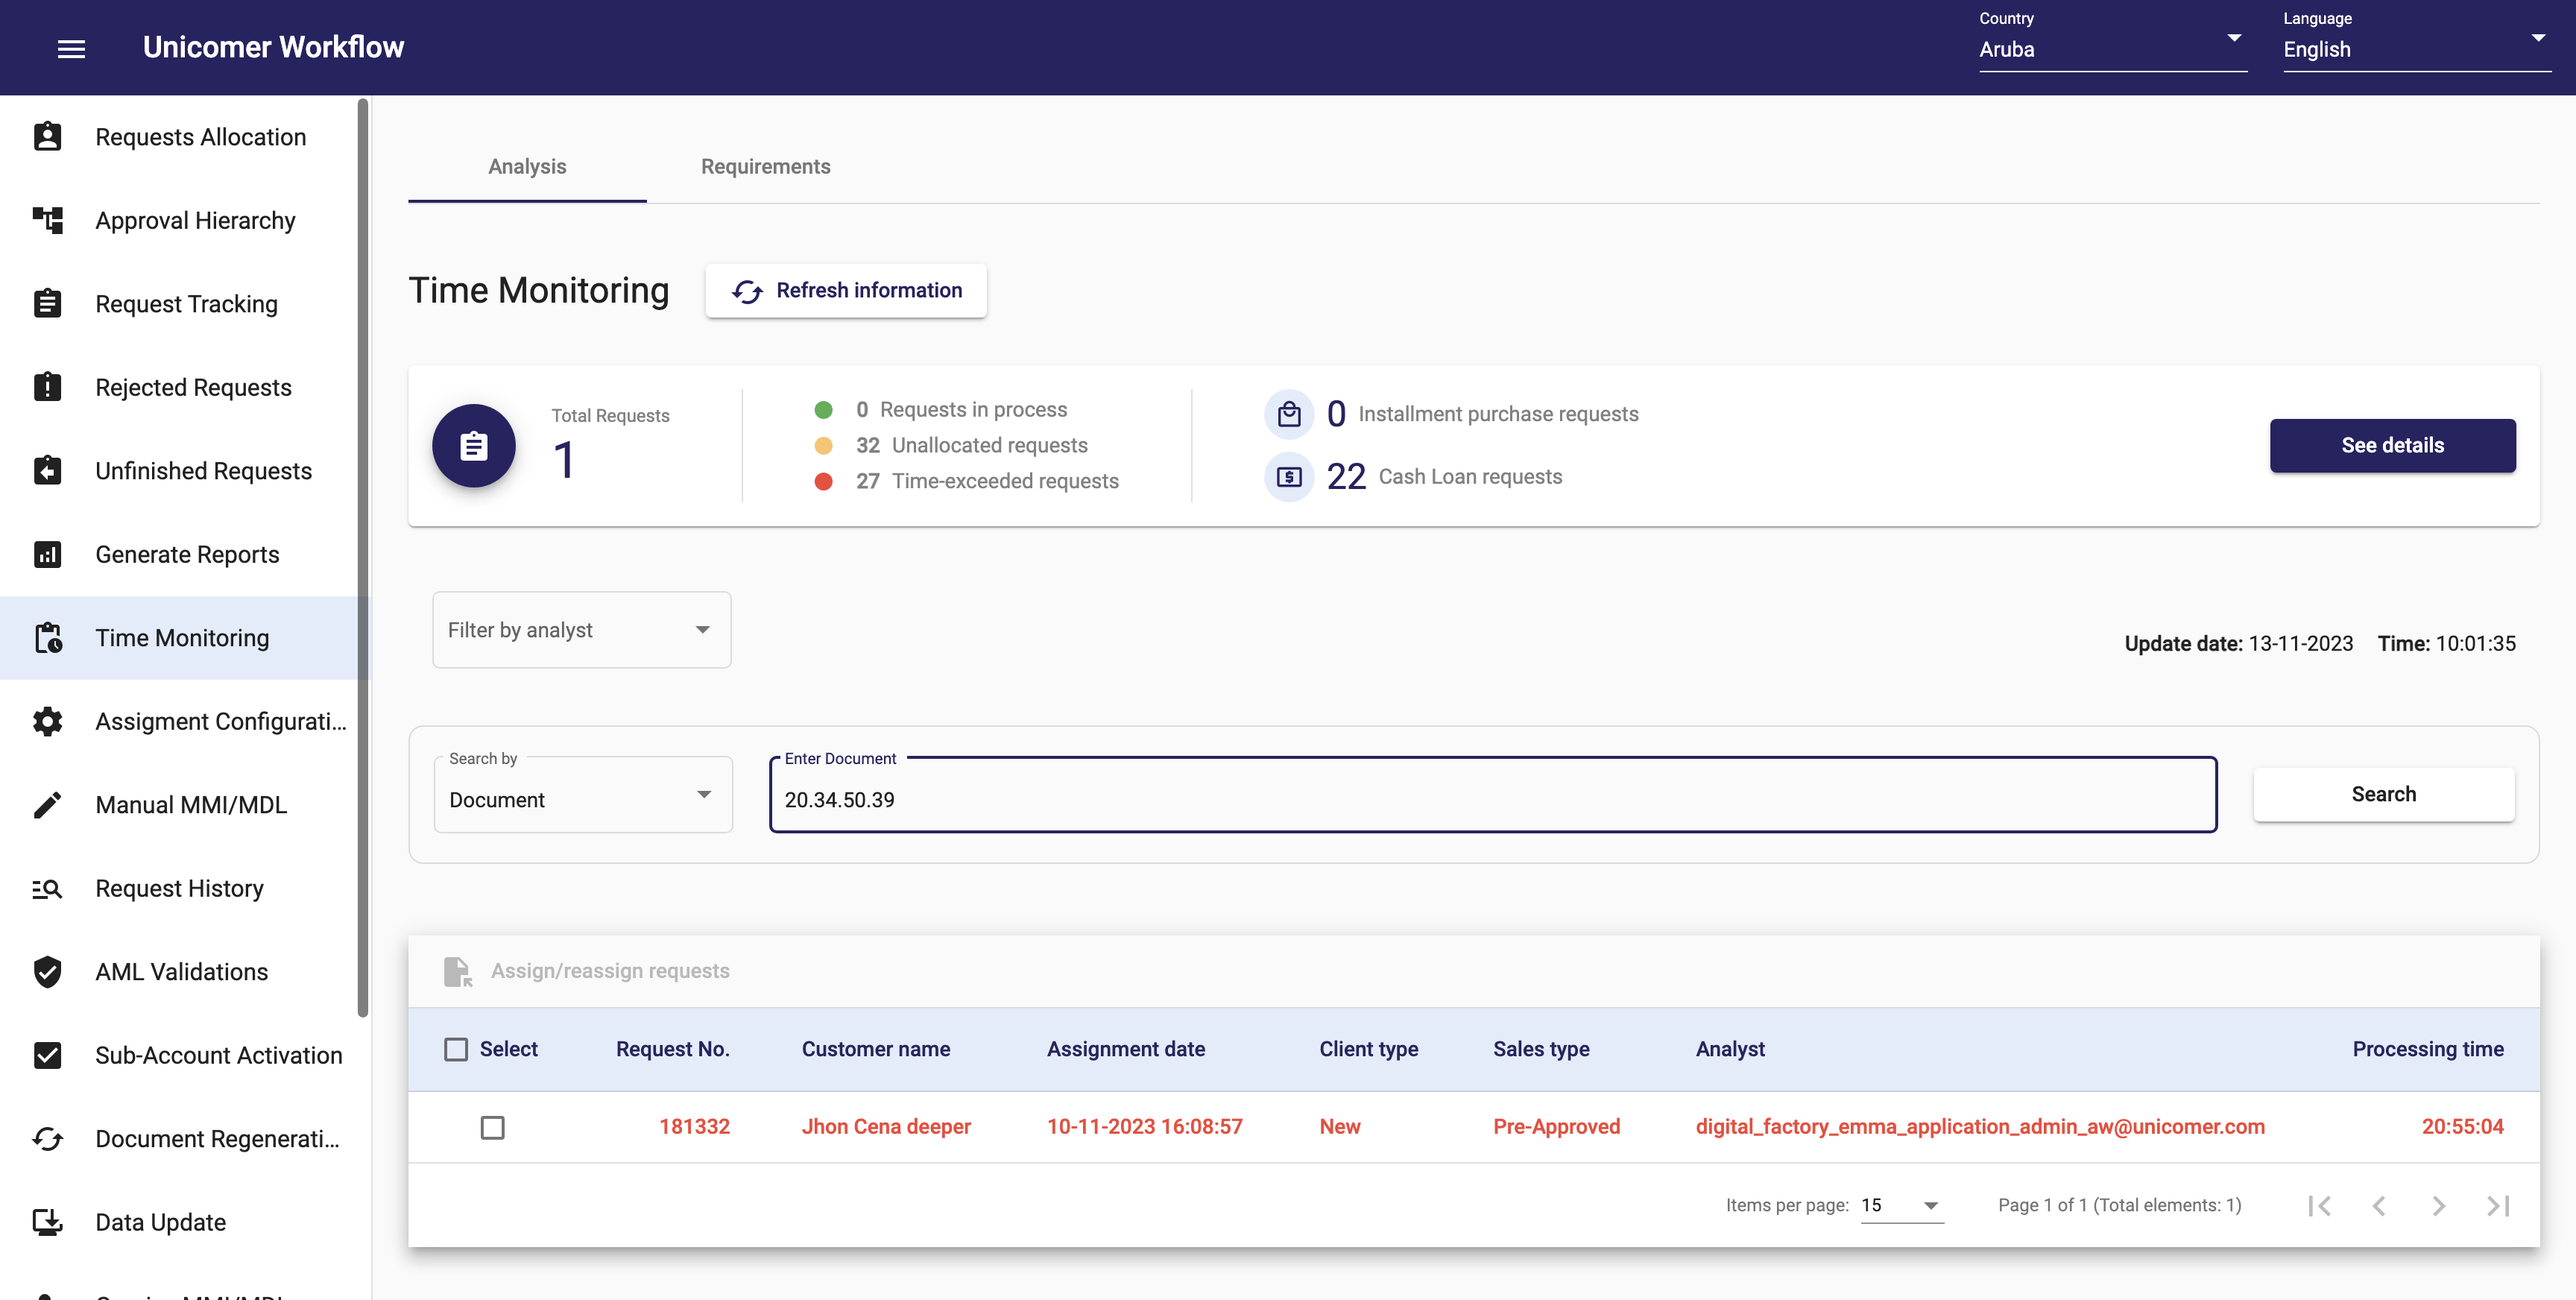 Unicomer Workflow
Country
Aruba
Language
English
Requests Allocation
Approval Hierarchy
Request Tracking
Rejected Requests
Unfinished Requests
Generate Reports
Time Monitoring
Assigment Configurati...
Manual MMI/MDL
Request History
AML Validations
Sub-Account Activation
Document Regenerati...
Data Update
Analysis Requirements
Time Monitoring
Refresh information
Total Requests
1
0 Requests in process
32 Unallocated requests
27 Time-exceeded requests
0 Installment purchase requests
22 Cash Loan requests
See details
Filter by analyst
Update date: 13-11-2023 Time: 10:01:35
Search by
Document
Enter Document
20.34.50.39
Search
Assign/reassign requests
Select Request No. Customer name Assignment date Client type Sales type Analyst Processing time
181332 Jhon Cena deeper 10-11-2023 16:08:57 New Pre-Approved digital_factory_emma_application_admin_aw@unicomer.com 20:55:04
Items per page: 15 Page 1 of 1 (Total elements: 1)